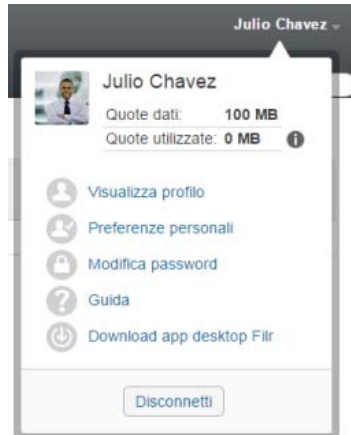 Julio Chavez
Julio Chavez
Quote dati: 100 MB
Quote utilizzate: 0 MB
Visualizza profilo
Preferenze personali
Modifica password
Guida
Download app desktop Filr
Disconnetti